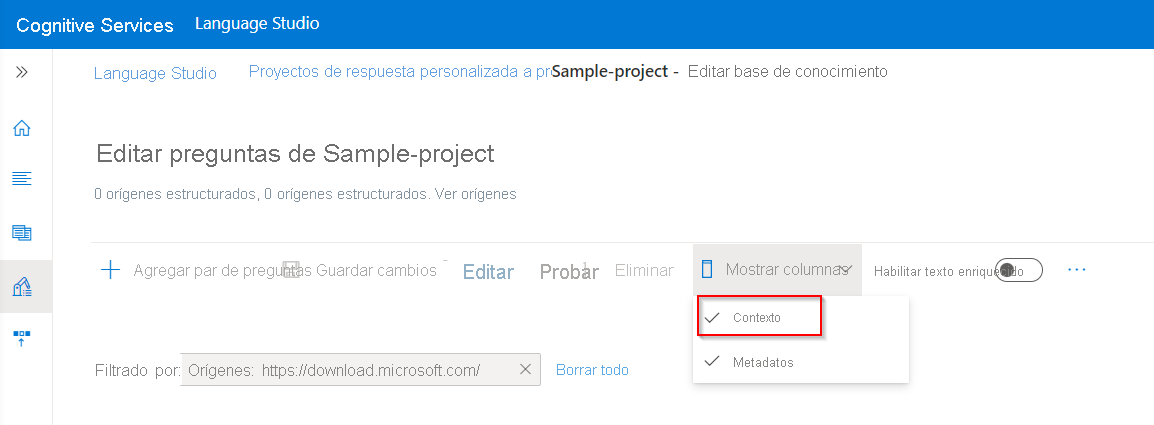 Cognitive Services Language Studio
Language Studio Proyectos de respuesta personalizada a pr Sample-project - Editar base de conocimiento
Editar preguntas de Sample-project
0 orígenes estructurados, 0 orígenes estructurados. Ver orígenes
Agregar par de preguntas Guardar cambios Editar Probar Eliminar Mostrar columnas Habilitar texto enriquecido
Contexto
Metadatos
Filtrado por: Orígenes: https://download.microsoft.com/ Borrar todo